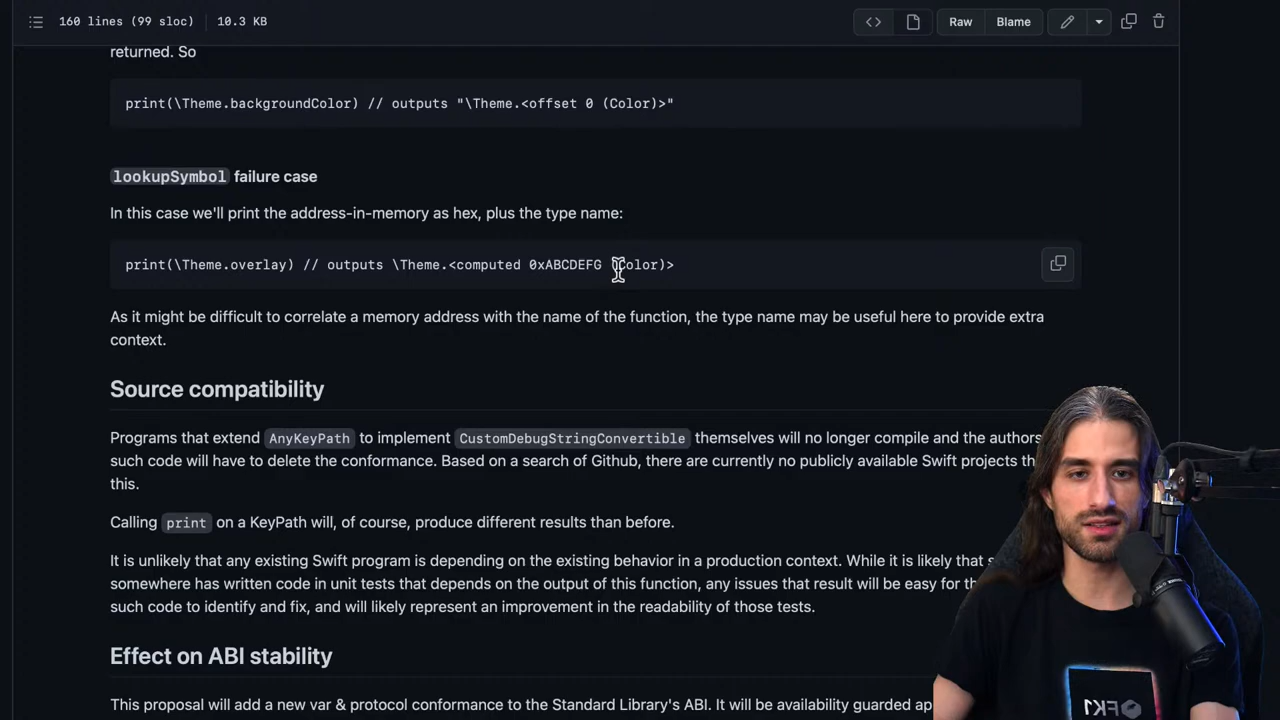 160 lines (99 sloc) 10.3 KB Raw Blame
returned. So
print(\Theme.backgroundColor) // outputs "\Theme.<offset 0 (Color)>"
lookupSymbol failure case
In this case we'll print the address-in-memory as hex, plus the type name:
print(\Theme.overlay) // outputs \Theme.<computed 0xABCDEFG (Color)>
As it might be difficult to correlate a memory address with the name of the function, the type name may be useful here to provide extra
context.
Source compatibility
Programs that extend AnyKeyPath to implement CustomDebugStringConvertible themselves will no longer compile and the authors
such code will have to delete the conformance. Based on a search of Github, there are currently no publicly available Swift projects
this.
Calling print on a KeyPath will, of course, produce different results than before.
It is unlikely that any existing Swift program is depending on the existing behavior in a production context. While it is likely that
somewhere has written code in unit tests that depends on the output of this function, any issues that result will be easy for
such code to identify and fix, and will likely represent an improvement in the readability of those tests.
Effect on ABI stability
This proposal will add a new var & protocol conformance to the Standard Library's ABI. It will be availability guarded